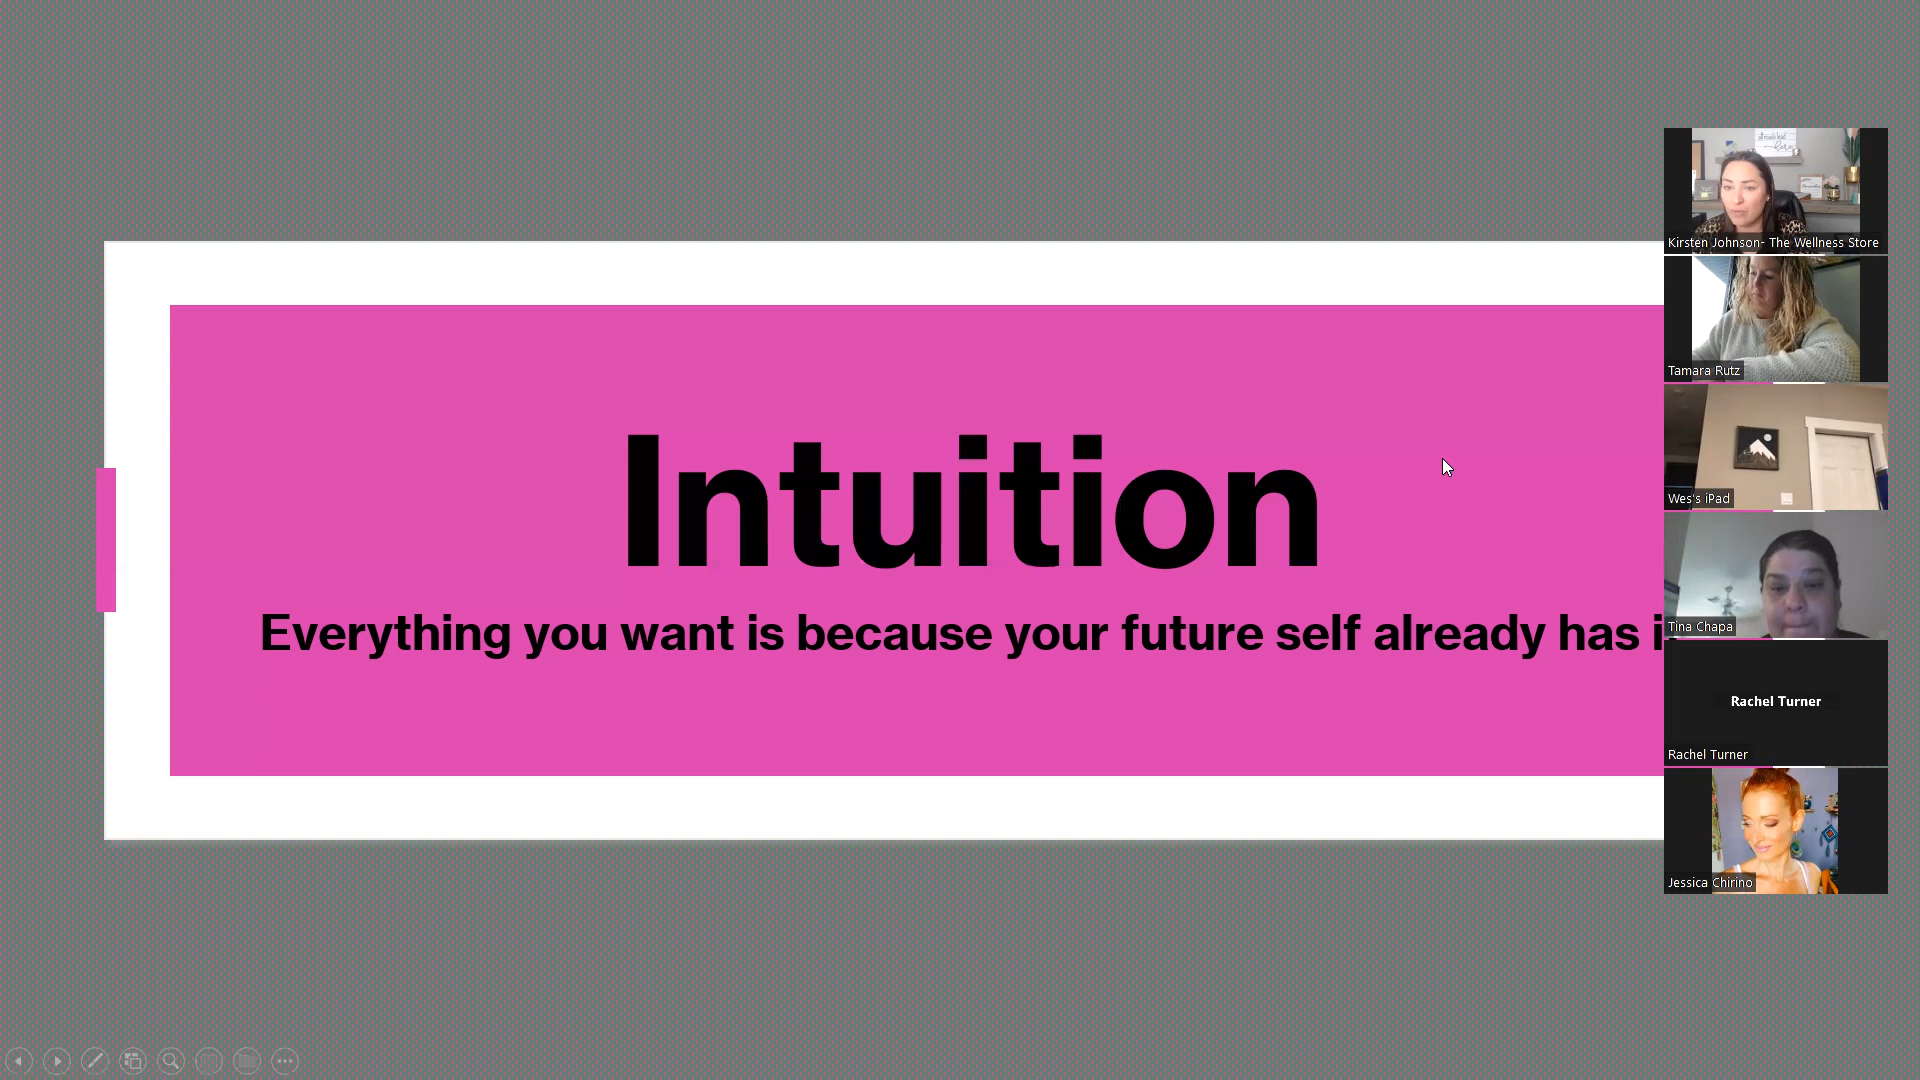 Intuition
Everything you want is because your future self already has
Kirsten Johnson- The Wellness Store
Tamara Rutz
Wes's iPad
Tina Chapa
Rachel Turner
Rachel Turner
Jessica Chirino